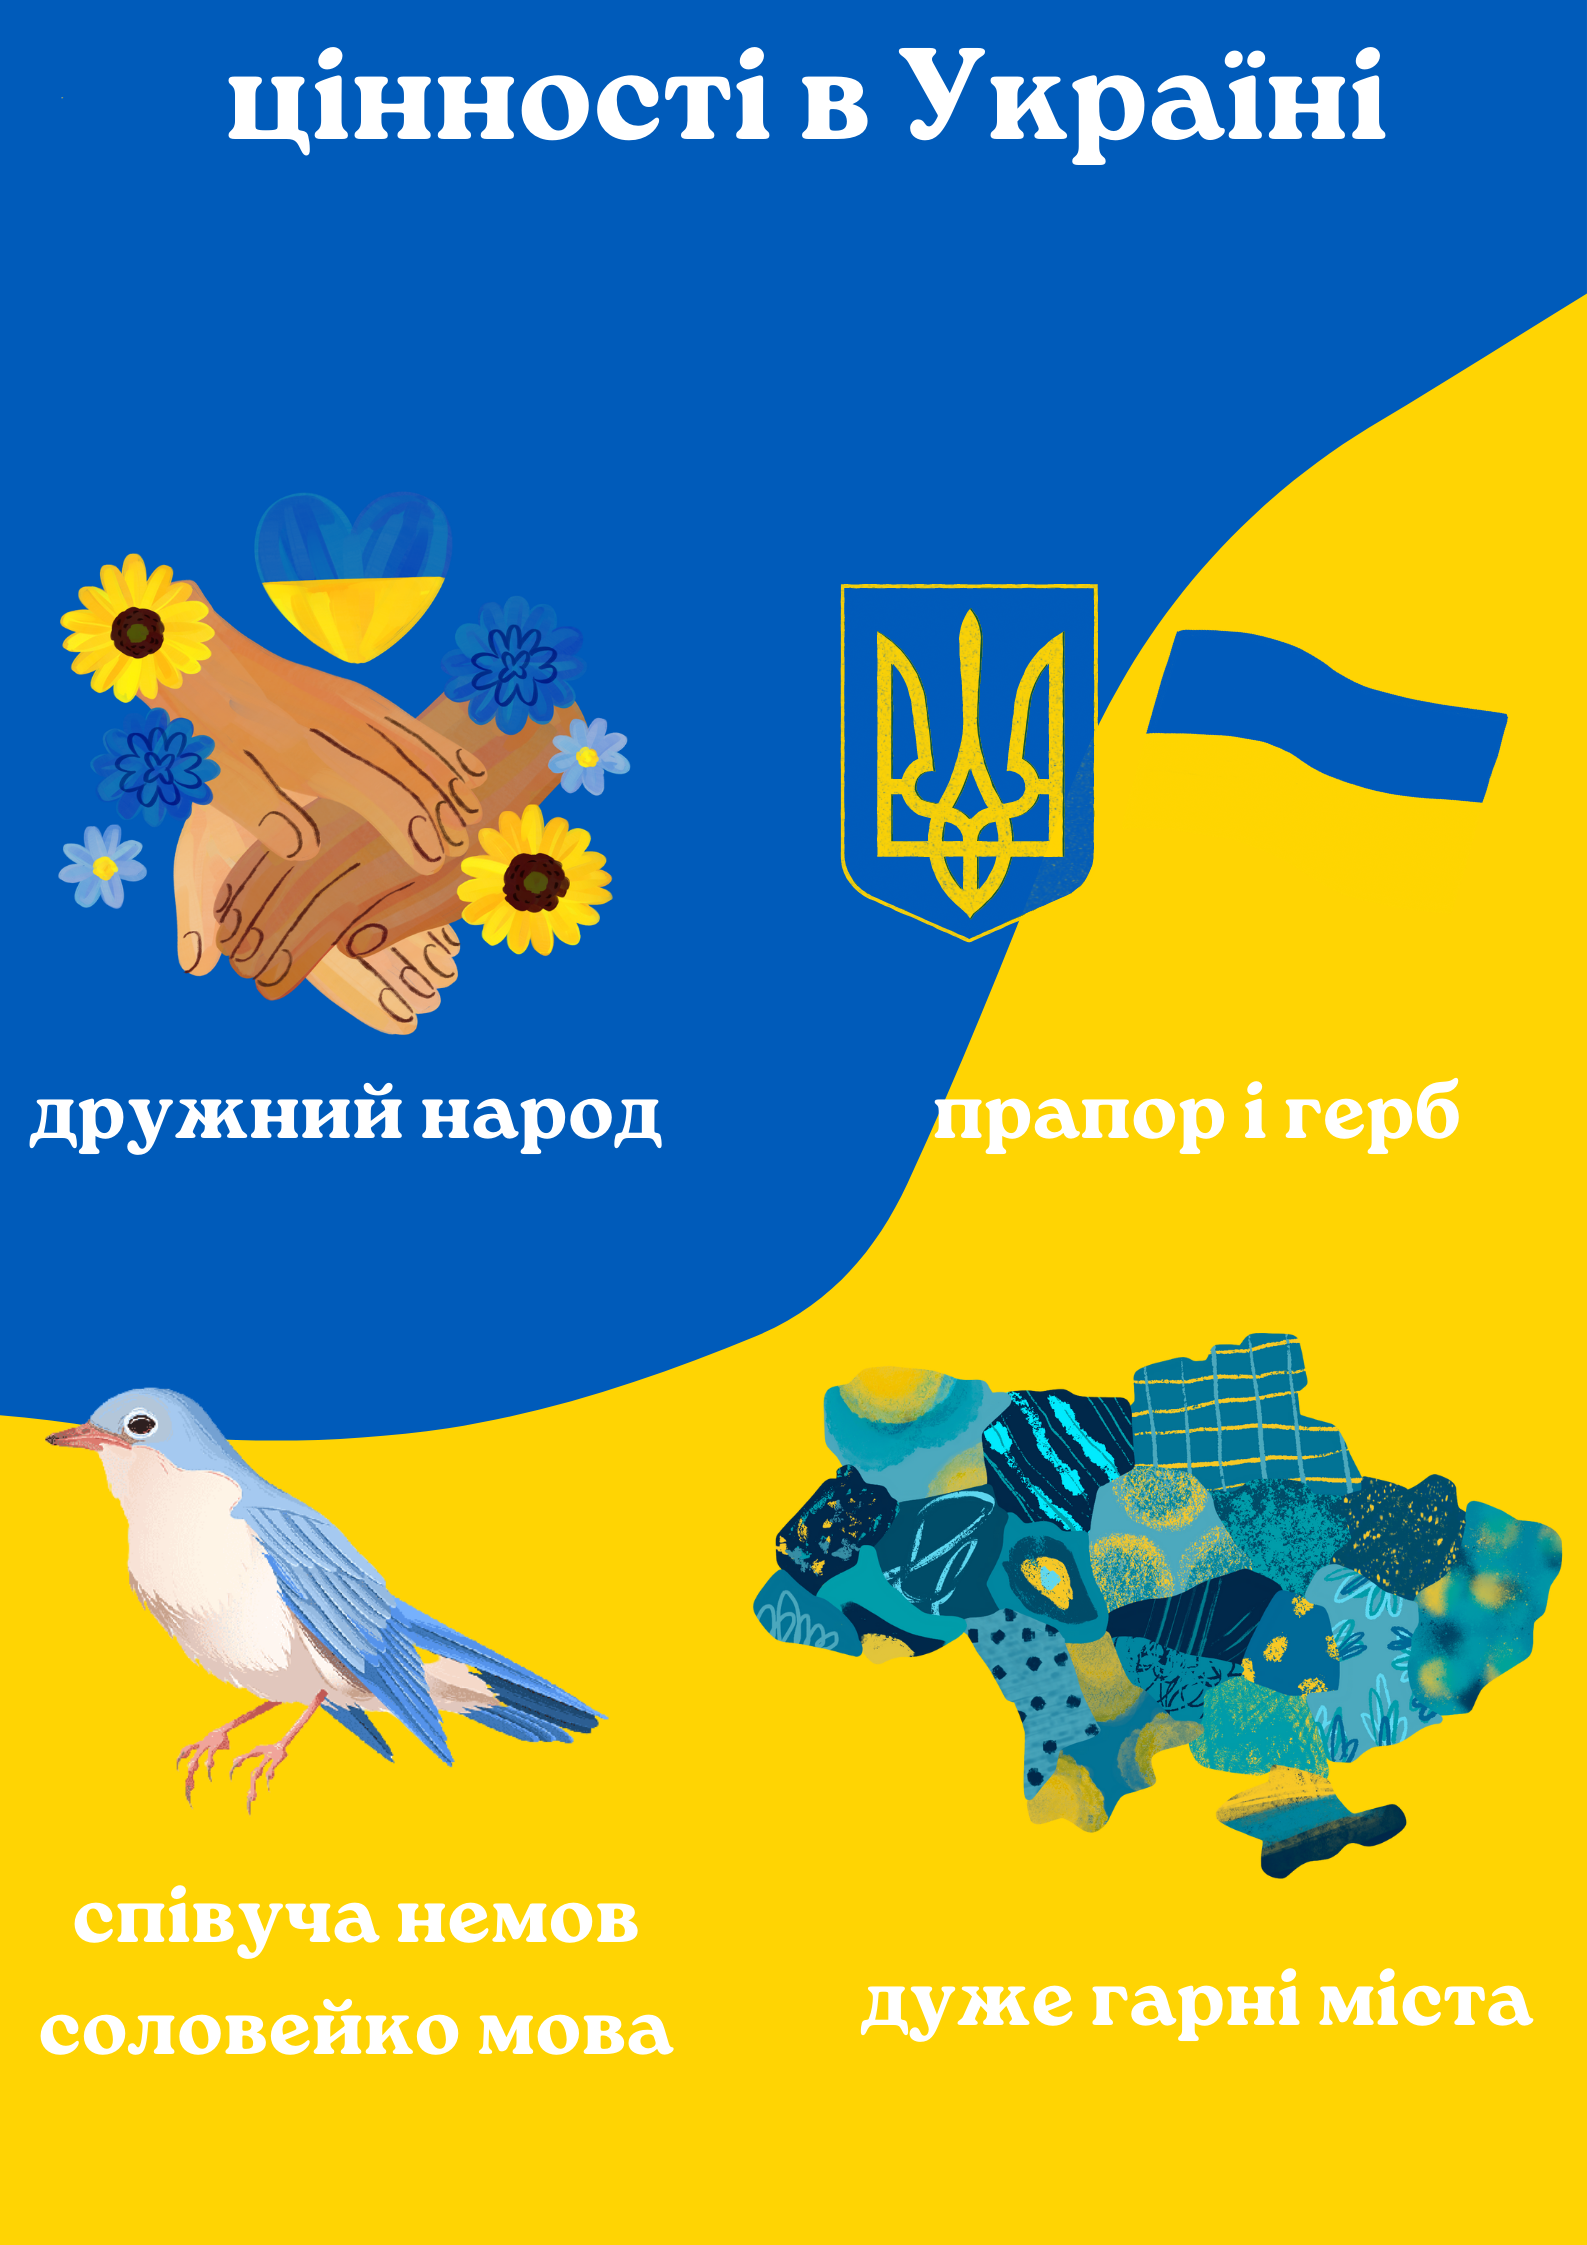 цінності в Україні
дружний народ
прапор і герб
співуча немов
соловейко мова
дуже гарні міста